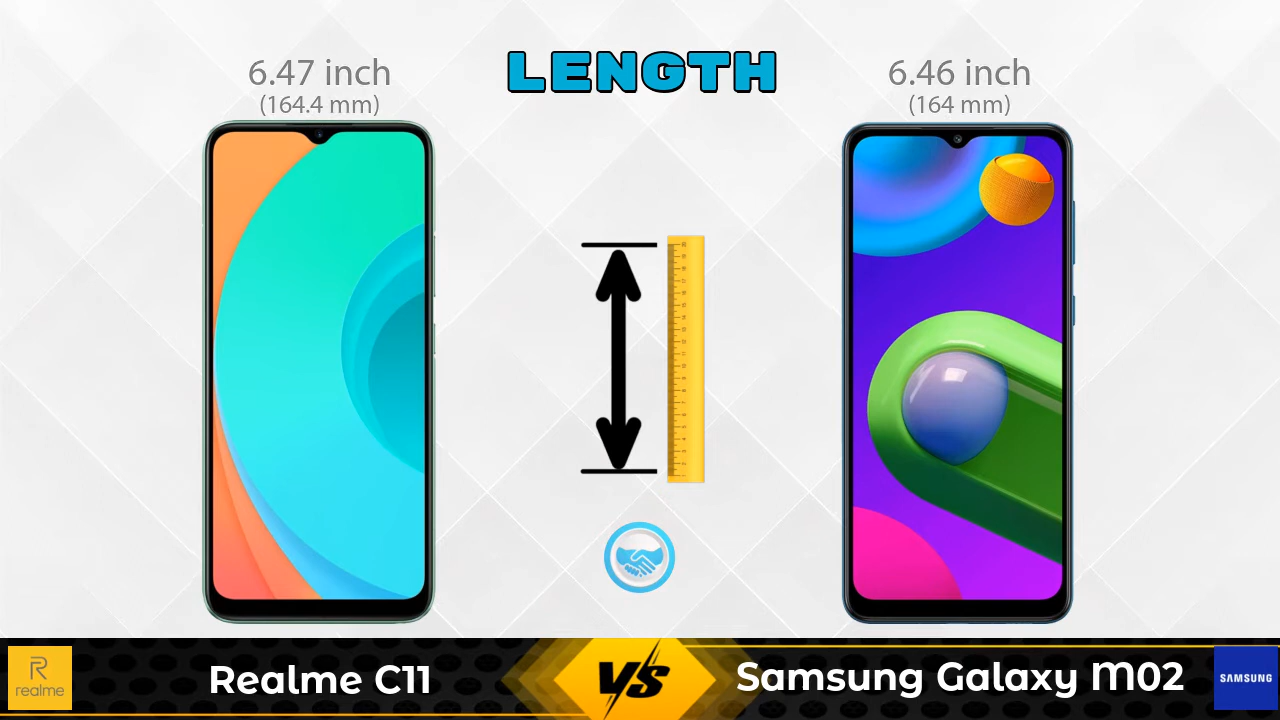 LENGTH
6.47 inch
(164.4 mm)
6.46 inch
(164 mm)
realme
Realme C11
VS
Samsung Galaxy M02
SAMSUNG